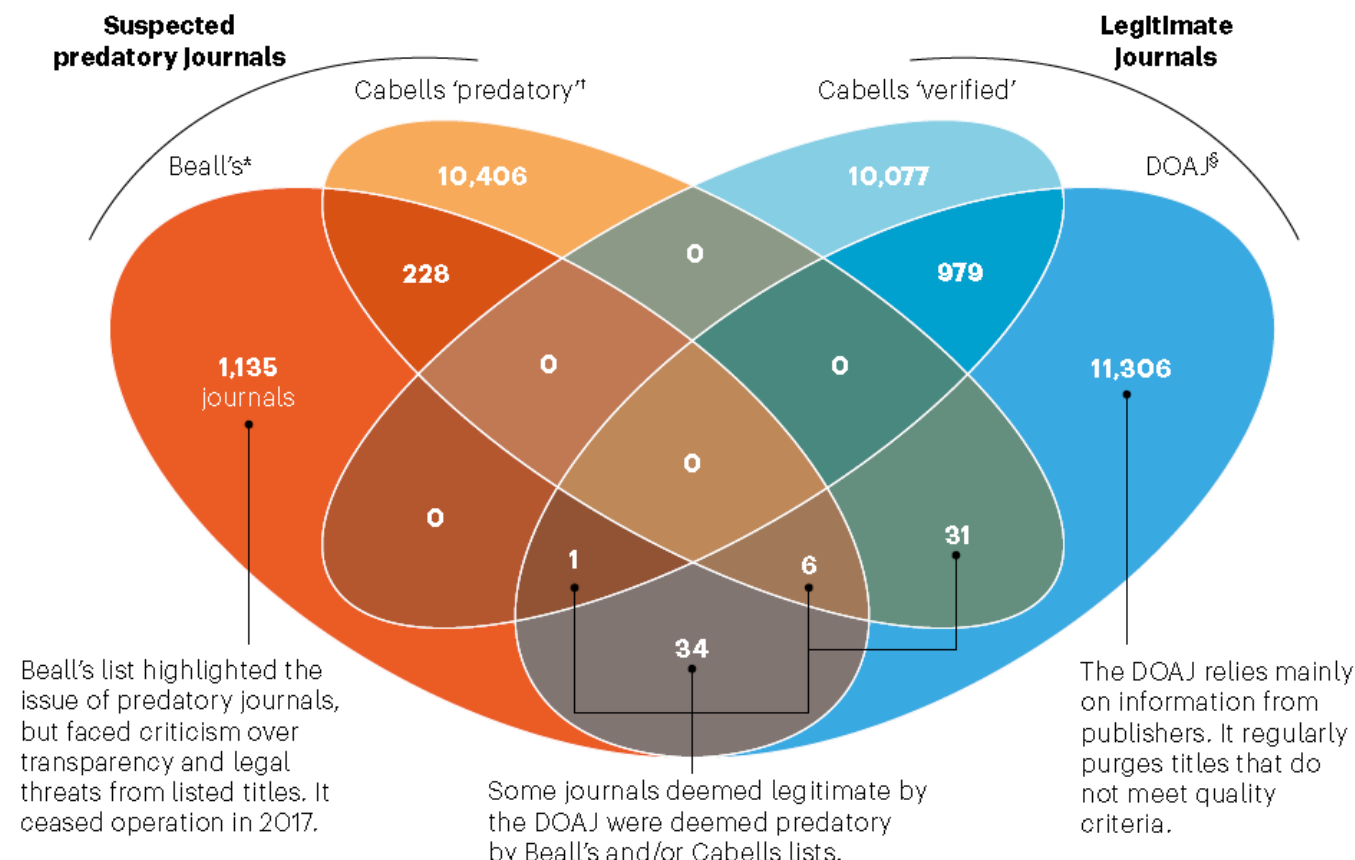 Suspected
predatory journals
Legitimate
journals
Cabells ‘predatory’†
Cabells ‘verified’
Beall’s‡
DOAJ§
10,406
10,077
0
228
979
1,135
journals
0
0
11,306
0
0
1
6
31
34
Beall’s list highlighted the
issue of predatory journals,
but faced criticism over
transparency and legal
threats from listed titles. It
ceased operation in 2017.
Some journals deemed legitimate by
the DOAJ were deemed predatory
by Beall’s and/or Cabells lists.
The DOAJ relies mainly
on information from
publishers. It regularly
purges titles that do
not meet quality
criteria.